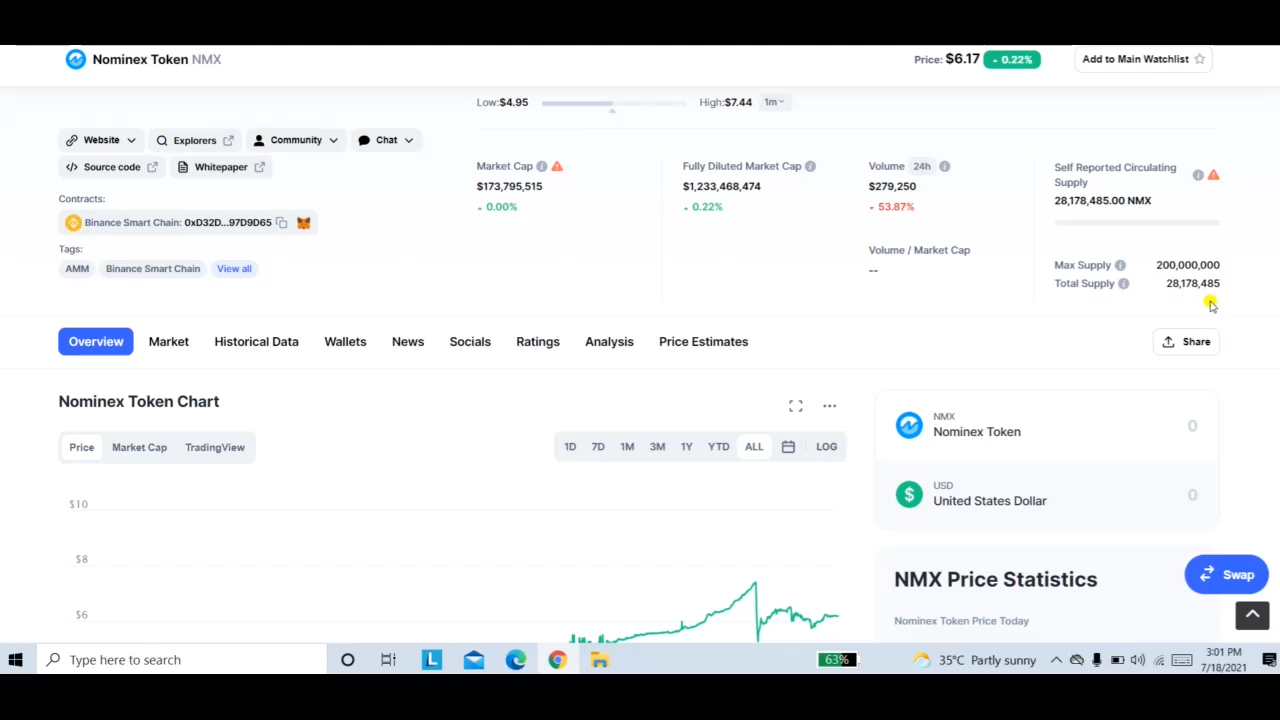 Nominex Token NMX
Price: $6.17 0.22%
Add to Main Watchlist
Low:$4.95 High:$7.44 1m
Website Explorers Community Chat
Source code Whitepaper
Contracts:
Binance Smart Chain: 0xD32D...97D9D65
Tags:
AMM Binance Smart Chain View all
Market Cap
$173,795,515
0.00%
Fully Diluted Market Cap
$1,233,468,474
0.22%
Volume 24h
$279,250
53.87%
Volume / Market Cap
--
Self Reported Circulating
Supply
28,178,485.00 NMX
Max Supply 200,000,000
Total Supply 28,178,485
Overview Market Historical Data Wallets News Socials Ratings Analysis Price Estimates Share
Nominex Token Chart
Price Market Cap TradingView
1D 7D 1M 3M 1Y YTD ALL LOG
$10
$8
$6
NMX
Nominex Token 0
USD
United States Dollar 0
$
NMX Price Statistics
Nominex Token Price Today
Swap
Type here to search
L
63%
35°C Partly sunny
3:01 PM
7/18/2021